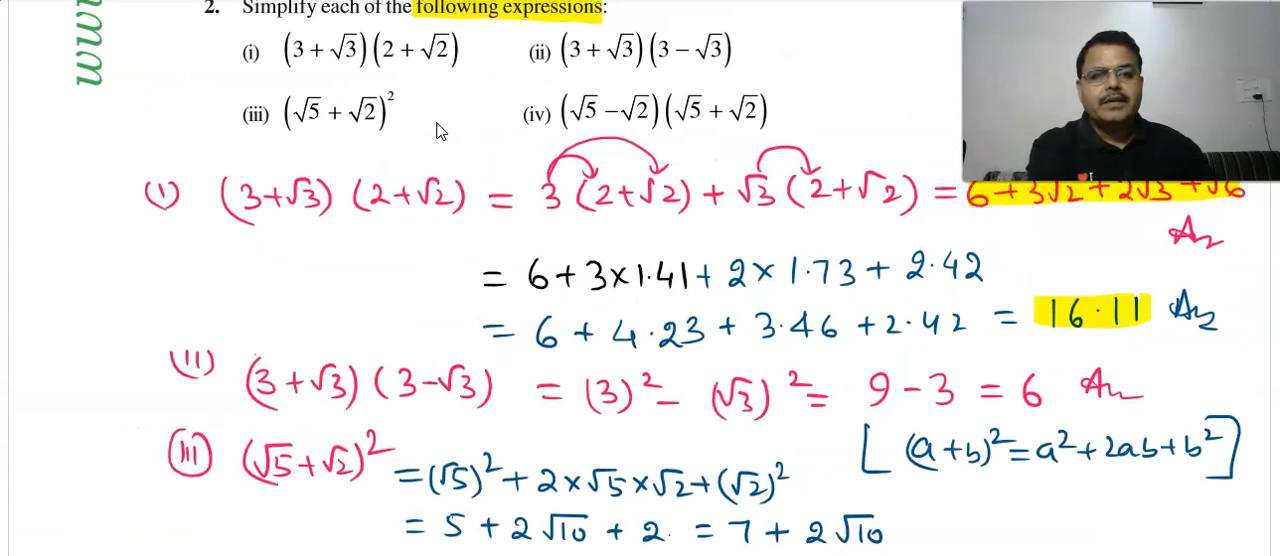 www
2. Simplify each of the following expressions:
(i) (3 + √3)(2 + √2) (ii) (3 + √3)(3 − √3)
(iii) (√5 + √2)² (iv) (√5 − √2)(√5 + √2)
(i) (3+√3) (2+√2) = 3 (2+√2) + √3 (2+√2) = 6+3√2+2√3+√6
An
= 6+3×1.41+ 2×1.73+ 2.42
= 6 + 4.23 + 3.46 +2.42 = 16.11 An
(ii) (3+√3) (3-√3) = (3)² - (√3)² = 9-3 = 6 An
(iii) (√5+√2)² = (√5)²+2×√5×√2+(√2)² [(a+b)²=a²+2ab+b²]
= 5 + 2√10 + 2 = 7+ 2√10